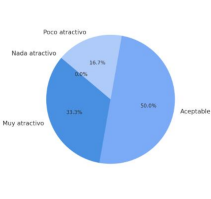 Poco atractivo
Nada atractivo
16.7%
0.0%
Muy atractivo
33.3%
50.0%
Aceptable